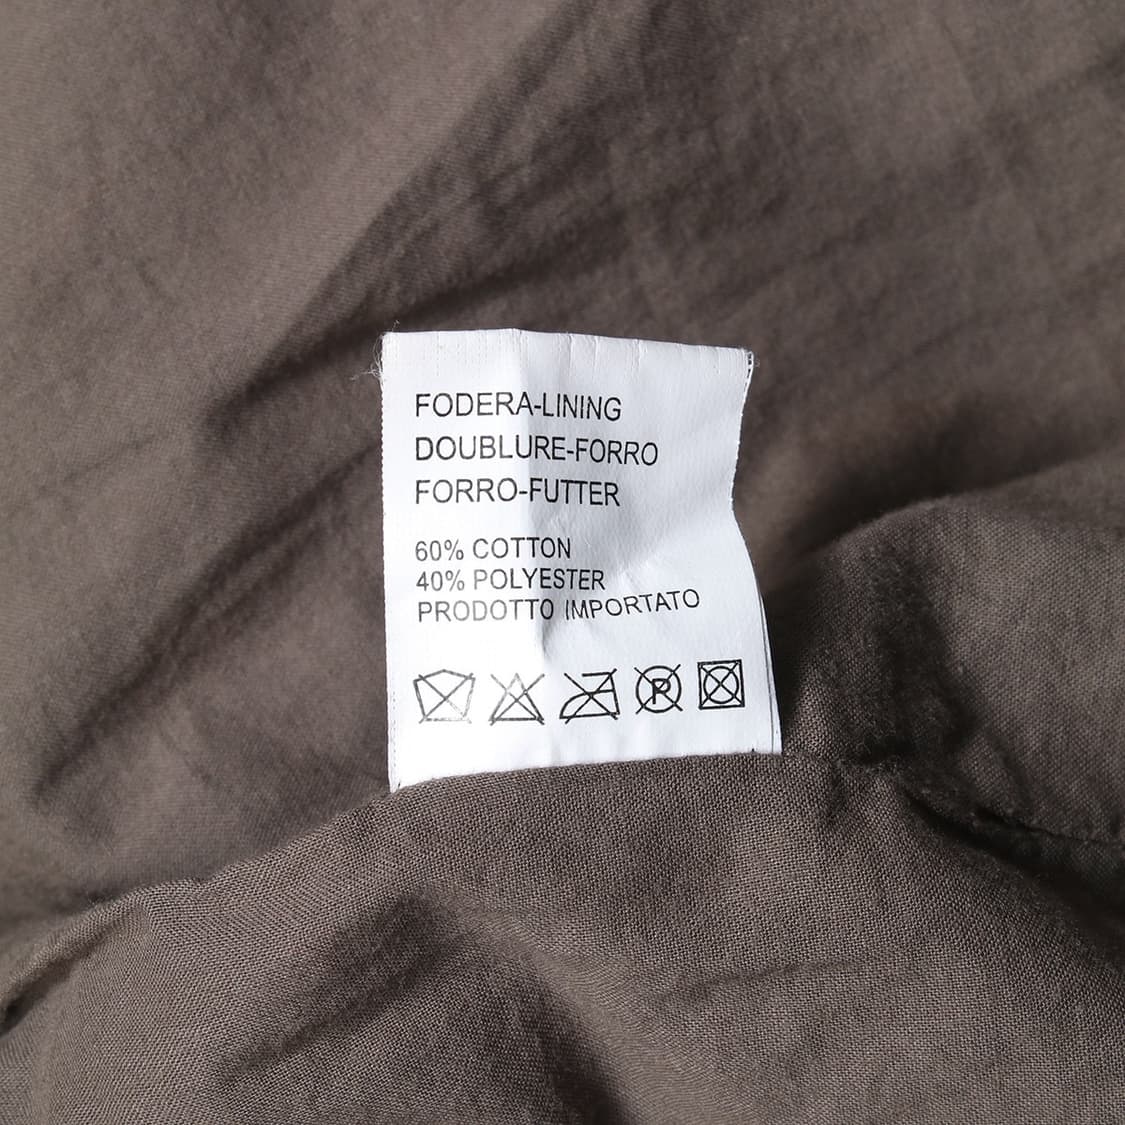 FODERA-LINING
DOUBLURE-FORRO
FORRO-FUTTER
60% COTTON
40% POLYESTER
PRODOTTO IMPORTATO
P